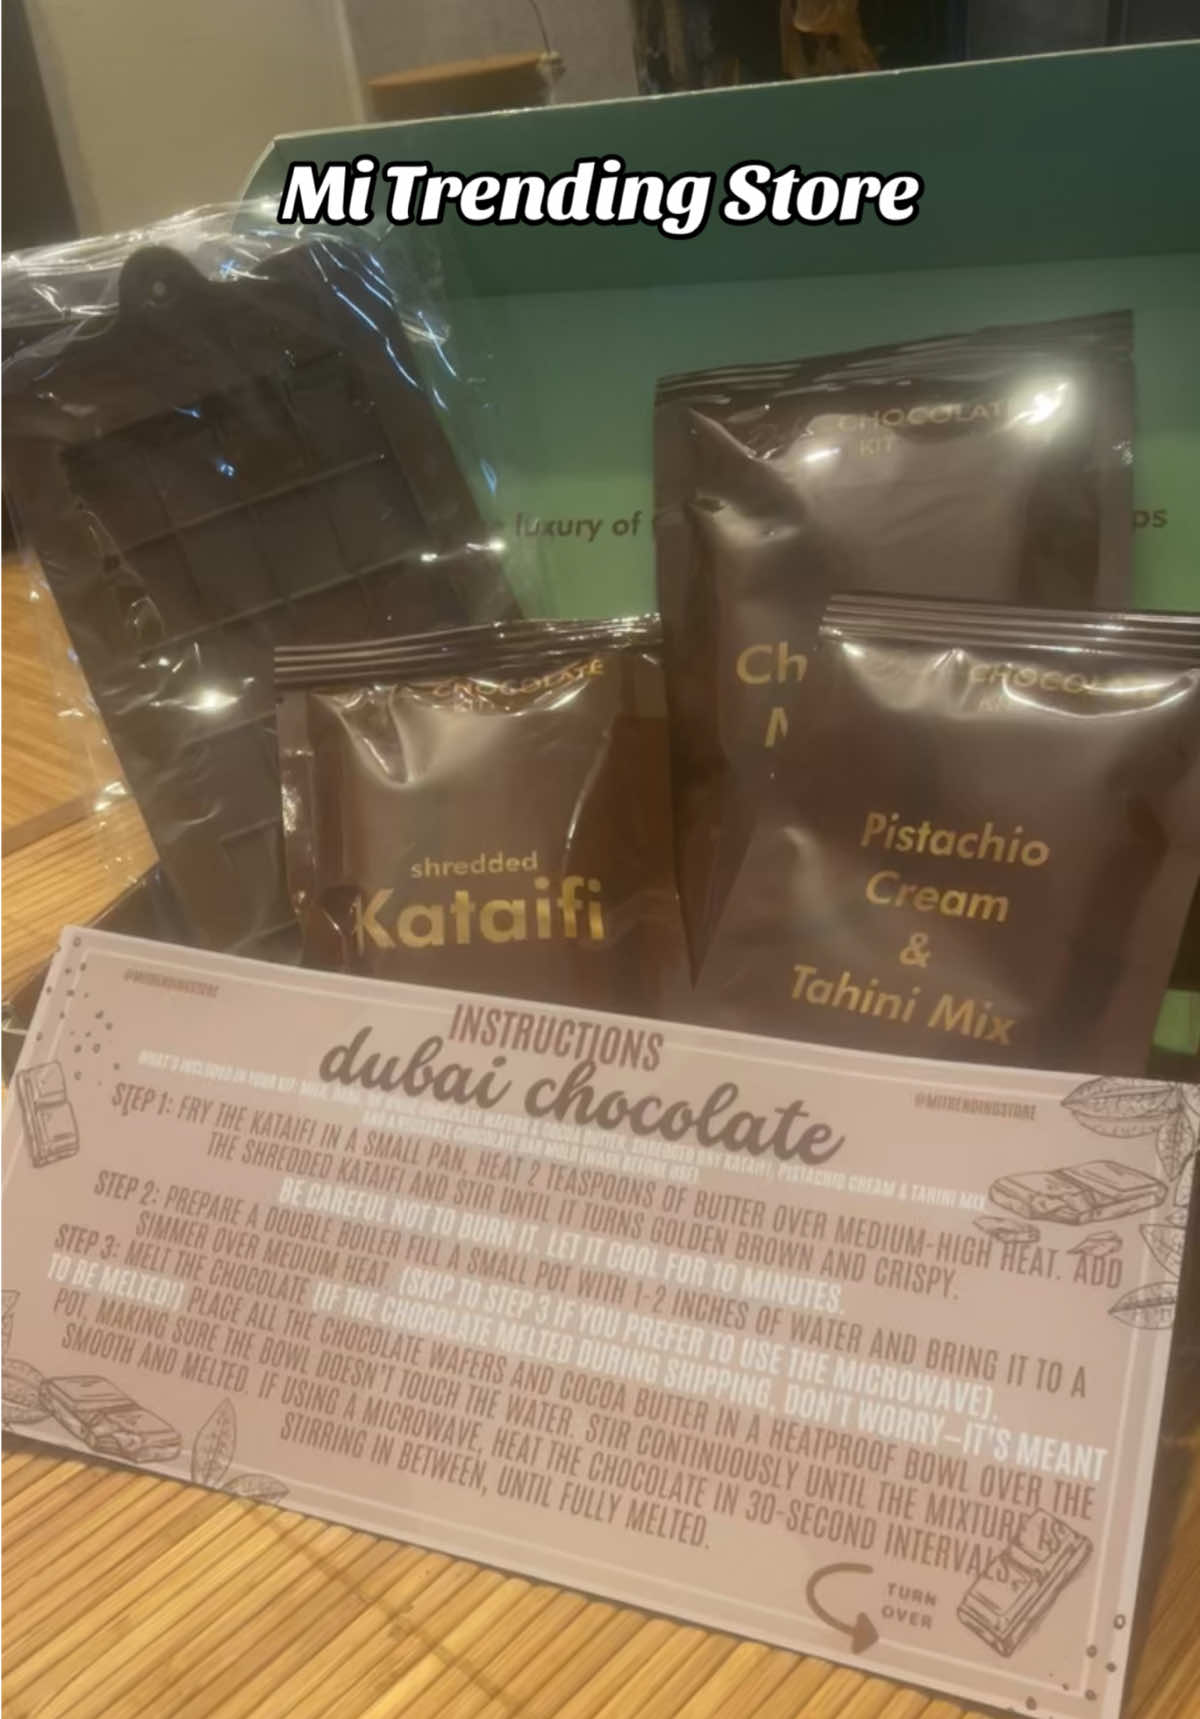 Mi Trending Store
CHOCOLATE
KIT
luxury of
ps
Ch
CHOCOLATE
shredded
Kataifi
Pistachio
Cream
&
Tahini Mix
@MITRENDINGSTORE
INSTRUCTIONS
dubai chocolate
@MITRENDINGSTORE
STEP 1: FRY THE KATAIFI IN A SMALL PAN, HEAT 2 TEASPOONS OF BUTTER OVER MEDIUM-HIGH HEAT. ADD
THE SHREDDED KATAIFI AND STIR UNTIL IT TURNS GOLDEN BROWN AND CRISPY.
BE CAREFUL NOT TO BURN IT. LET IT COOL FOR 10 MINUTES.
STEP 2: PREPARE A DOUBLE BOILER FILL A SMALL POT WITH 1-2 INCHES OF WATER AND BRING IT TO A
SIMMER OVER MEDIUM HEAT. (SKIP TO STEP 3 IF YOU PREFER TO USE THE MICROWAVE).
STEP 3: MELT THE CHOCOLATE (IF THE CHOCOLATE MELTED DURING SHIPPING, DON'T WORRY–IT'S MEANT
TO BE MELTED!) PLACE ALL THE CHOCOLATE WAFERS AND COCOA BUTTER IN A HEATPROOF BOWL OVER THE
POT, MAKING SURE THE BOWL DOESN'T TOUCH THE WATER. STIR CONTINUOUSLY UNTIL THE MIXTURE IS
SMOOTH AND MELTED. IF USING A MICROWAVE, HEAT THE CHOCOLATE IN 30-SECOND INTERVALS,
STIRRING IN BETWEEN, UNTIL FULLY MELTED.
TURN
OVER